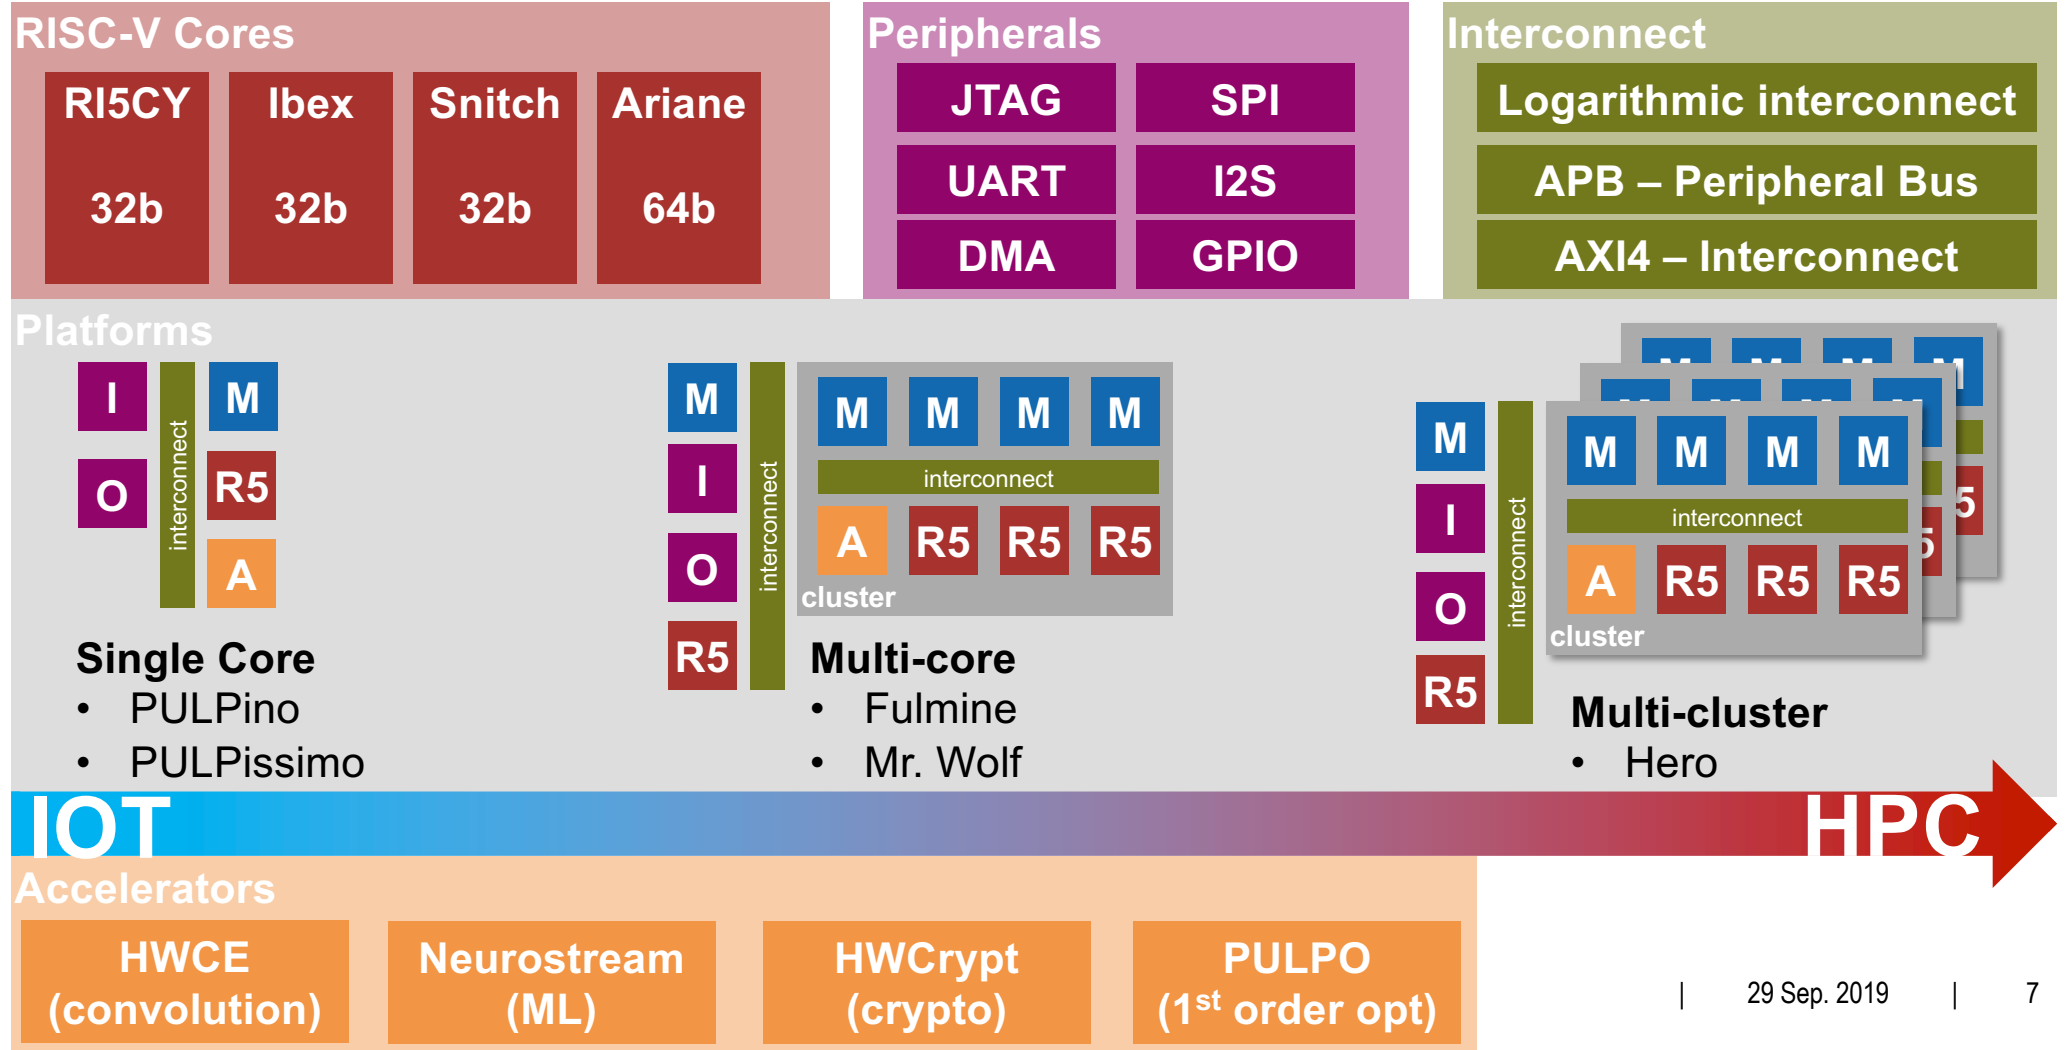 RISC-V Cores
RI5CY
32b
Ibex
32b
Snitch
32b
Ariane
64b
Peripherals
JTAG
SPI
UART
I2S
DMA
GPIO
Interconnect
Logarithmic interconnect
APB – Peripheral Bus
AXI4 – Interconnect
Platforms
I
O
interconnect
M
R5
A
Single Core
• PULPino
• PULPissimo
M
I
O
R5
interconnect
M M M M
interconnect
A R5 R5 R5
cluster
Multi-core
• Fulmine
• Mr. Wolf
M
I
O
R5
interconnect
M M M M
M M M M
M M M M
interconnect
A R5 R5 R5
5
5
cluster
Multi-cluster
• Hero
IOT
HPC
Accelerators
HWCE
(convolution)
Neurostream
(ML)
HWCrypt
(crypto)
PULPO
(1st order opt)
| 29 Sep. 2019 | 7